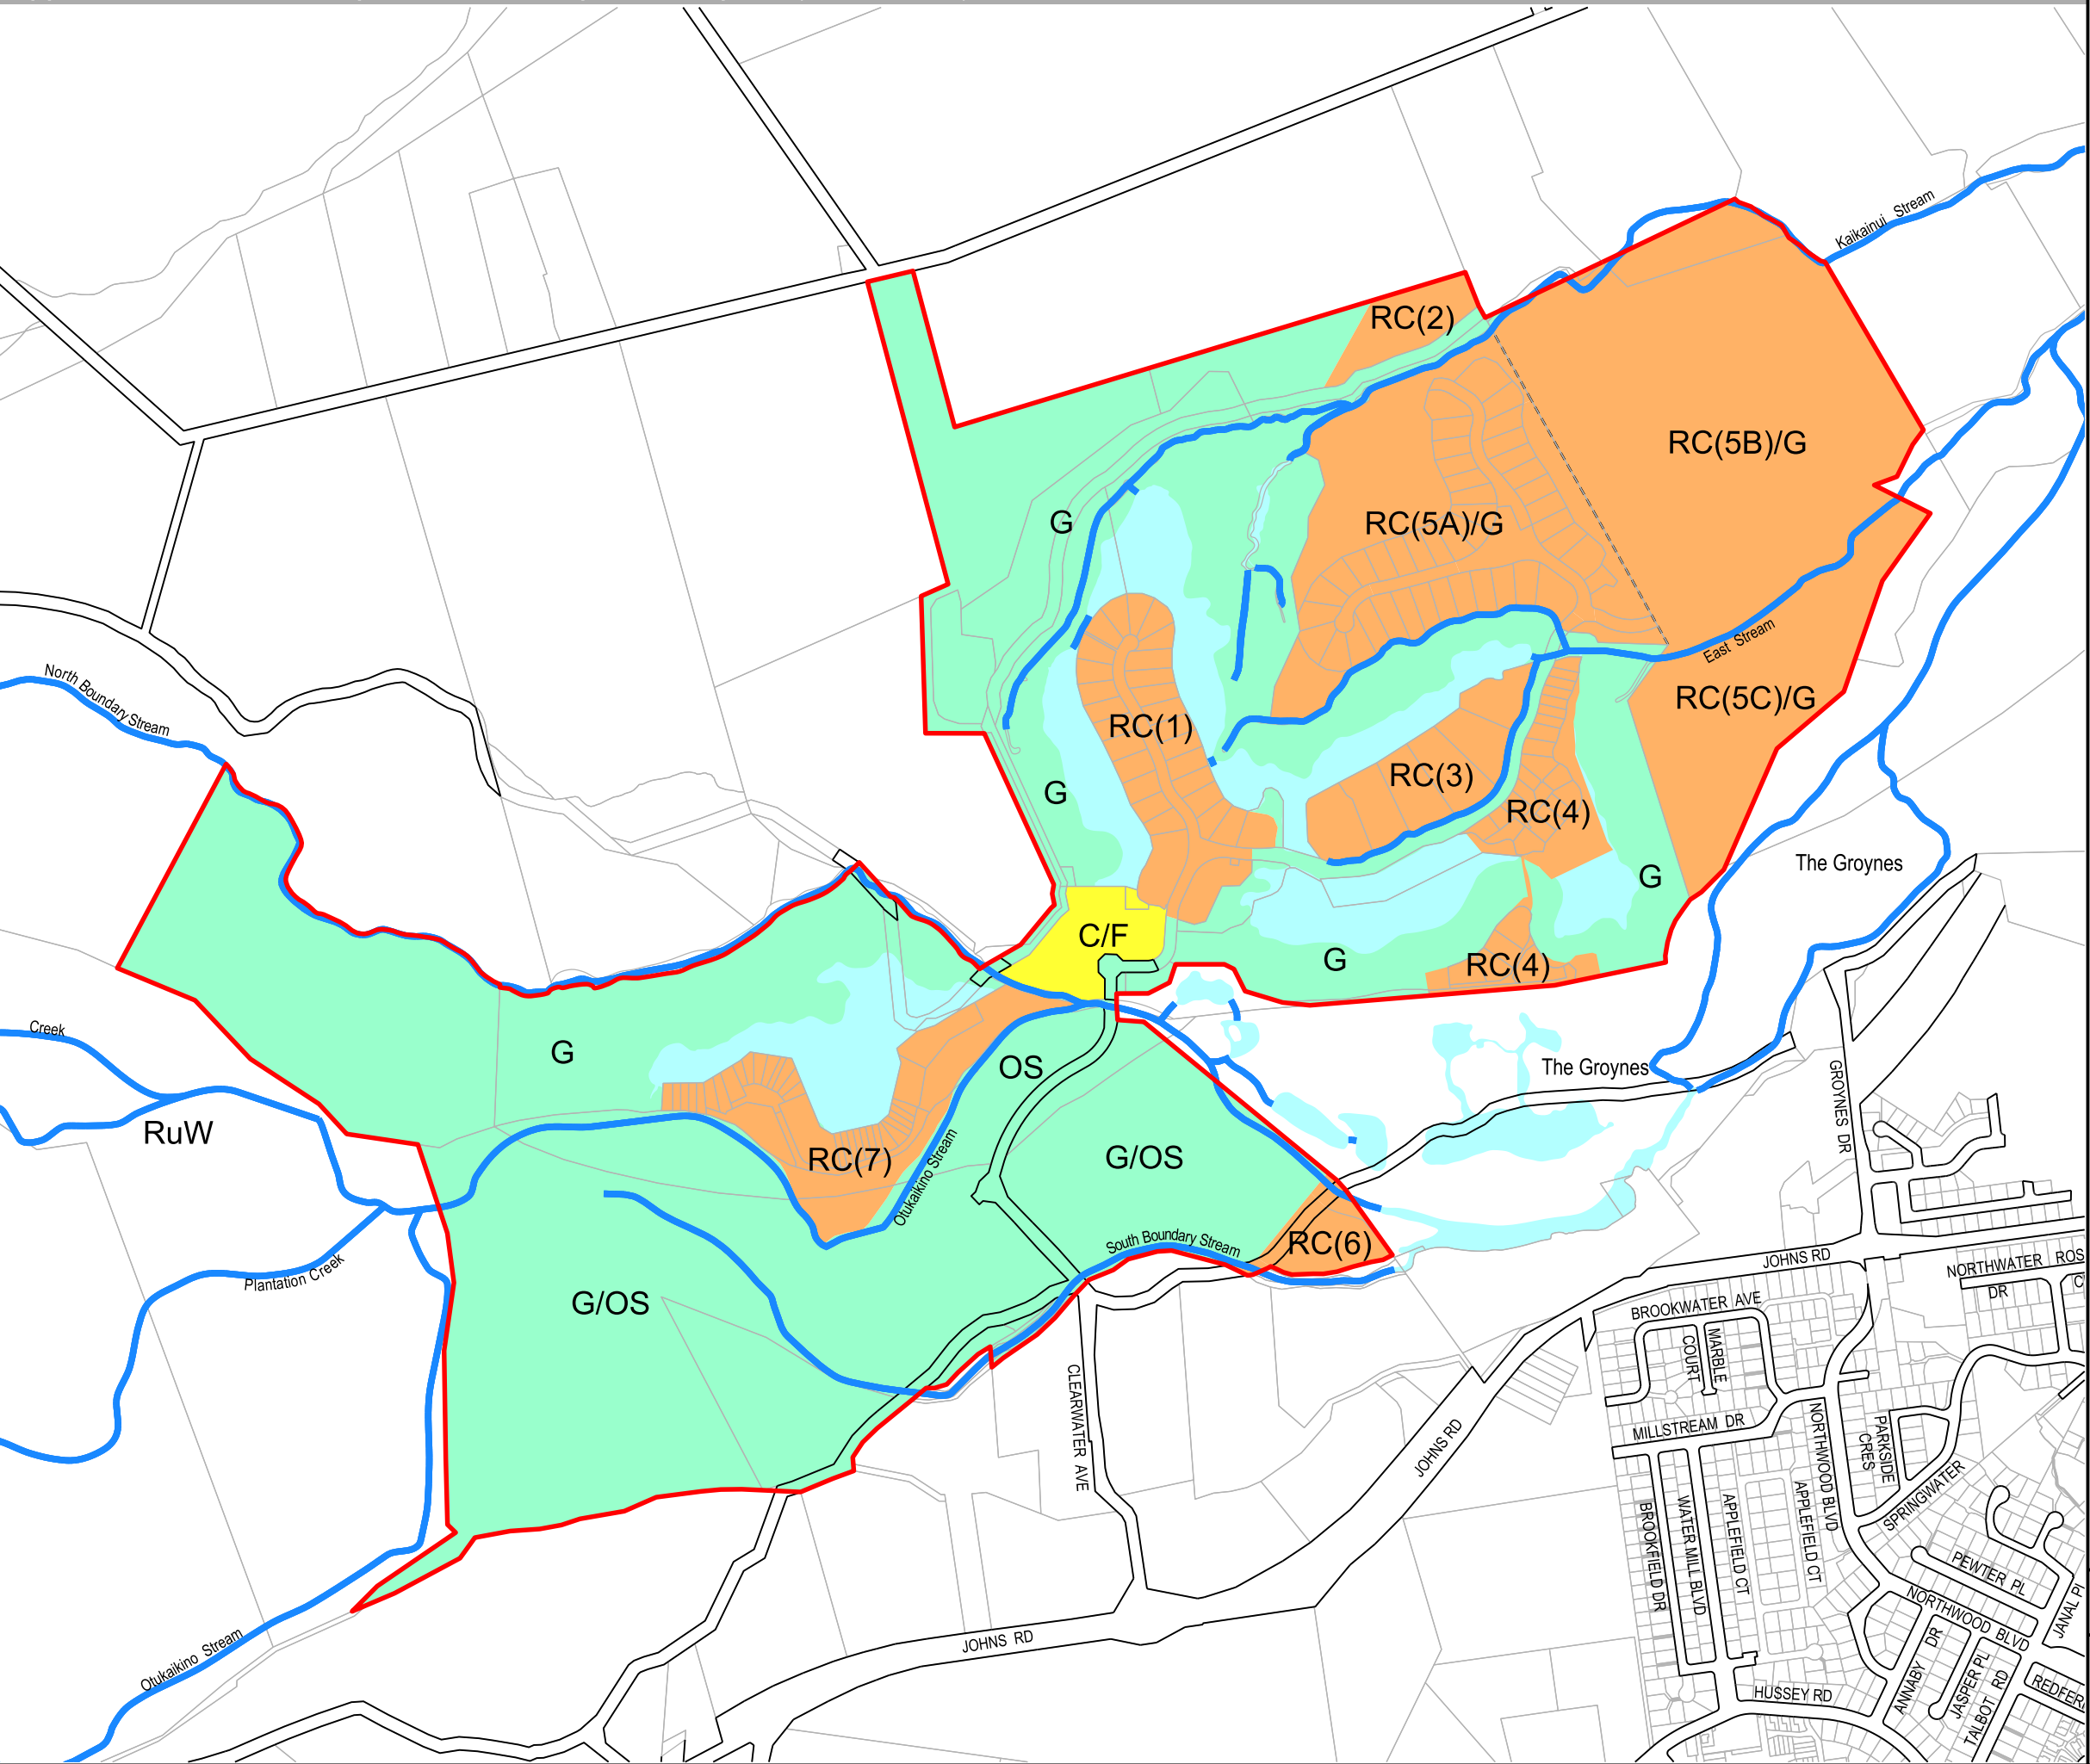 Kaikainui Stream
RC(2)
RC(5B)/G
G
RC(5A)/G
East Stream
North Boundary Stream
RC(5C)/G
RC(1)
RC(3)
G
RC(4)
The Groynes
G
C/F
G
RC(4)
Creek
G
OS
The Groynes
GROYNES DR
RuW
RC(7)
G/OS
Otukaikino Stream
South Boundary Stream
RC(6)
Plantation Creek
G/OS
JOHNS RD
NORTHWATER ROS
DR
BROOKWATER AVE
MARBLE
COURT
CLEARWATER AVE
MILLSTREAM DR
JOHNS RD
NORTHWOOD BLVD
PARKSIDE
CRES
SPRINGWATER
BROOKFIELD DR
WATER MILL BLVD
APPLEFIELD CT
APPLEFIELD CT
PEWTER PL
NORTHWOOD BLVD
JANAL Pl
Otukaikino Stream
JOHNS RD
ANNABY DR
JASPER PL
TALBOT RD
REDFER
HUSSEY RD